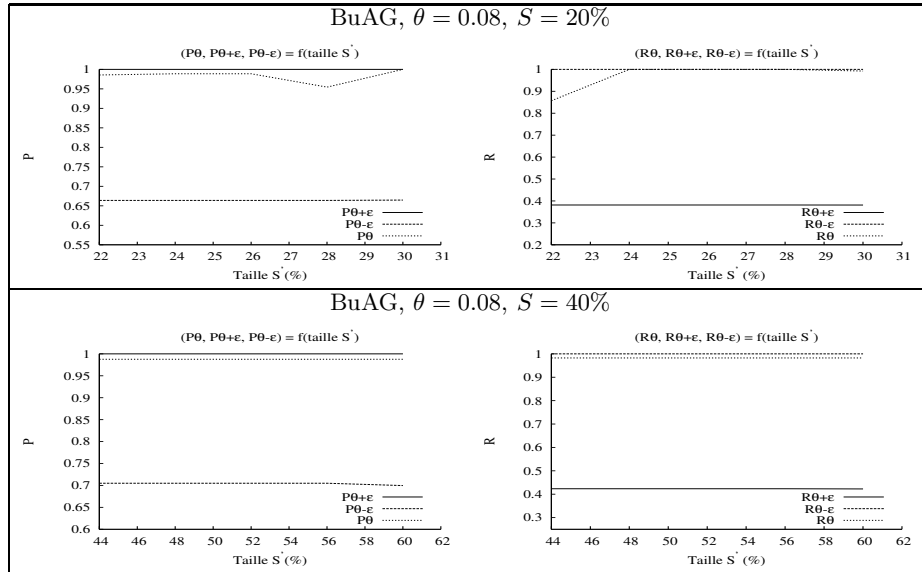 BuAG, θ = 0.08, S = 20%
(Pθ, Pθ+ε, Pθ-ε) = f(taille S*)
1
0.95
0.9
0.85
0.8
0.75
0.7
0.65
0.6
0.55
P
22 23 24 25 26 27 28 29 30 31
Taille S*(%)
Pθ+ε
Pθ-ε
Pθ
(Rθ, Rθ+ε, Rθ-ε) = f(taille S*)
1
0.9
0.8
0.7
0.6
0.5
0.4
0.3
0.2
R
22 23 24 25 26 27 28 29 30 31
Taille S*(%)
Rθ+ε
Rθ-ε
Rθ
BuAG, θ = 0.08, S = 40%
(Pθ, Pθ+ε, Pθ-ε) = f(taille S*)
1
0.95
0.9
0.85
0.8
0.75
0.7
0.65
0.6
P
44 46 48 50 52 54 56 58 60 62
Taille S*(%)
Pθ+ε
Pθ-ε
Pθ
(Rθ, Rθ+ε, Rθ-ε) = f(taille S*)
1
0.9
0.8
0.7
0.6
0.5
0.4
0.3
R
44 46 48 50 52 54 56 58 60 62
Taille S*(%)
Rθ+ε
Rθ-ε
Rθ